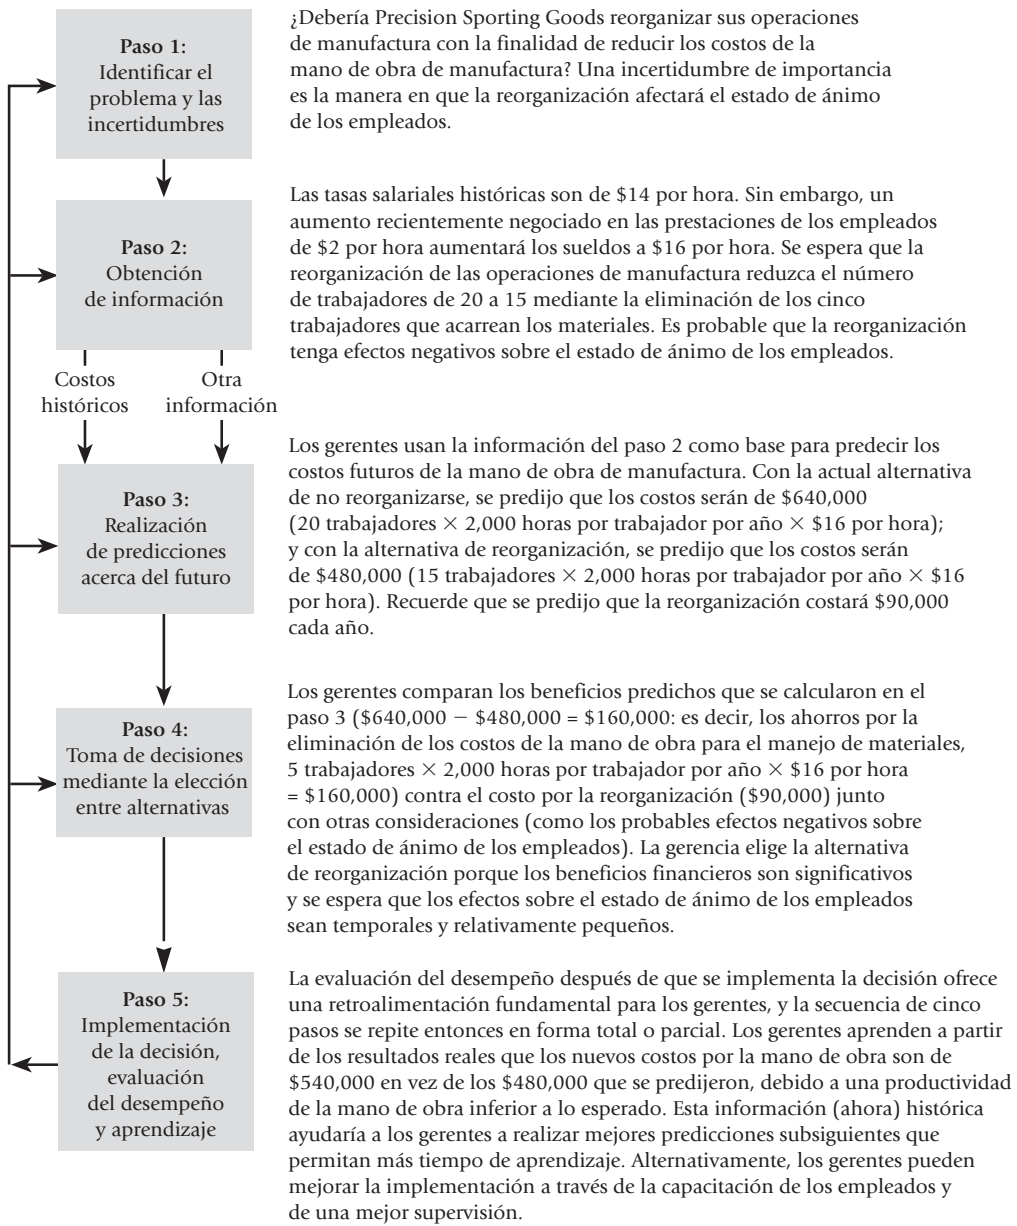 Paso 1:
Identificar el
problema y las
incertidumbres
¿Debería Precision Sporting Goods reorganizar sus operaciones
de manufactura con la finalidad de reducir los costos de la
mano de obra de manufactura? Una incertidumbre de importancia
es la manera en que la reorganización afectará el estado de ánimo
de los empleados.
Paso 2:
Obtención
de información
Las tasas salariales históricas son de $14 por hora. Sin embargo, un
aumento recientemente negociado en las prestaciones de los empleados
de $2 por hora aumentará los sueldos a $16 por hora. Se espera que la
reorganización de las operaciones de manufactura reduzca el número
de trabajadores de 20 a 15 mediante la eliminación de los cinco
trabajadores que acarrean los materiales. Es probable que la reorganización
tenga efectos negativos sobre el estado de ánimo de los empleados.
Costos
históricos
Otra
información
Paso 3:
Realización
de predicciones
acerca del futuro
Los gerentes usan la información del paso 2 como base para predecir los
costos futuros de la mano de obra de manufactura. Con la actual alternativa
de no reorganizarse, se predijo que los costos serán de $640,000
(20 trabajadores × 2,000 horas por trabajador por año × $16 por hora);
y con la alternativa de reorganización, se predijo que los costos serán
de $480,000 (15 trabajadores × 2,000 horas por trabajador por año × $16
por hora). Recuerde que se predijo que la reorganización costará $90,000
cada año.
Paso 4:
Toma de decisiones
mediante la elección
entre alternativas
Los gerentes comparan los beneficios predichos que se calcularon en el
paso 3 ($640,000 − $480,000 = $160,000: es decir, los ahorros por la
eliminación de los costos de la mano de obra para el manejo de materiales,
5 trabajadores × 2,000 horas por trabajador por año × $16 por hora
= $160,000) contra el costo por la reorganización ($90,000) junto
con otras consideraciones (como los probables efectos negativos sobre
el estado de ánimo de los empleados). La gerencia elige la alternativa
de reorganización porque los beneficios financieros son significativos
y se espera que los efectos sobre el estado de ánimo de los empleados
sean temporales y relativamente pequeños.
Paso 5:
Implementación
de la decisión,
evaluación
del desempeño
y aprendizaje
La evaluación del desempeño después de que se implementa la decisión ofrece
una retroalimentación fundamental para los gerentes, y la secuencia de cinco
pasos se repite entonces en forma total o parcial. Los gerentes aprenden a partir
de los resultados reales que los nuevos costos por la mano de obra son de
$540,000 en vez de los $480,000 que se predijeron, debido a una productividad
de la mano de obra inferior a lo esperado. Esta información (ahora) histórica
ayudaría a los gerentes a realizar mejores predicciones subsiguientes que
permitan más tiempo de aprendizaje. Alternativamente, los gerentes pueden
mejorar la implementación a través de la capacitación de los empleados y
de una mejor supervisión.